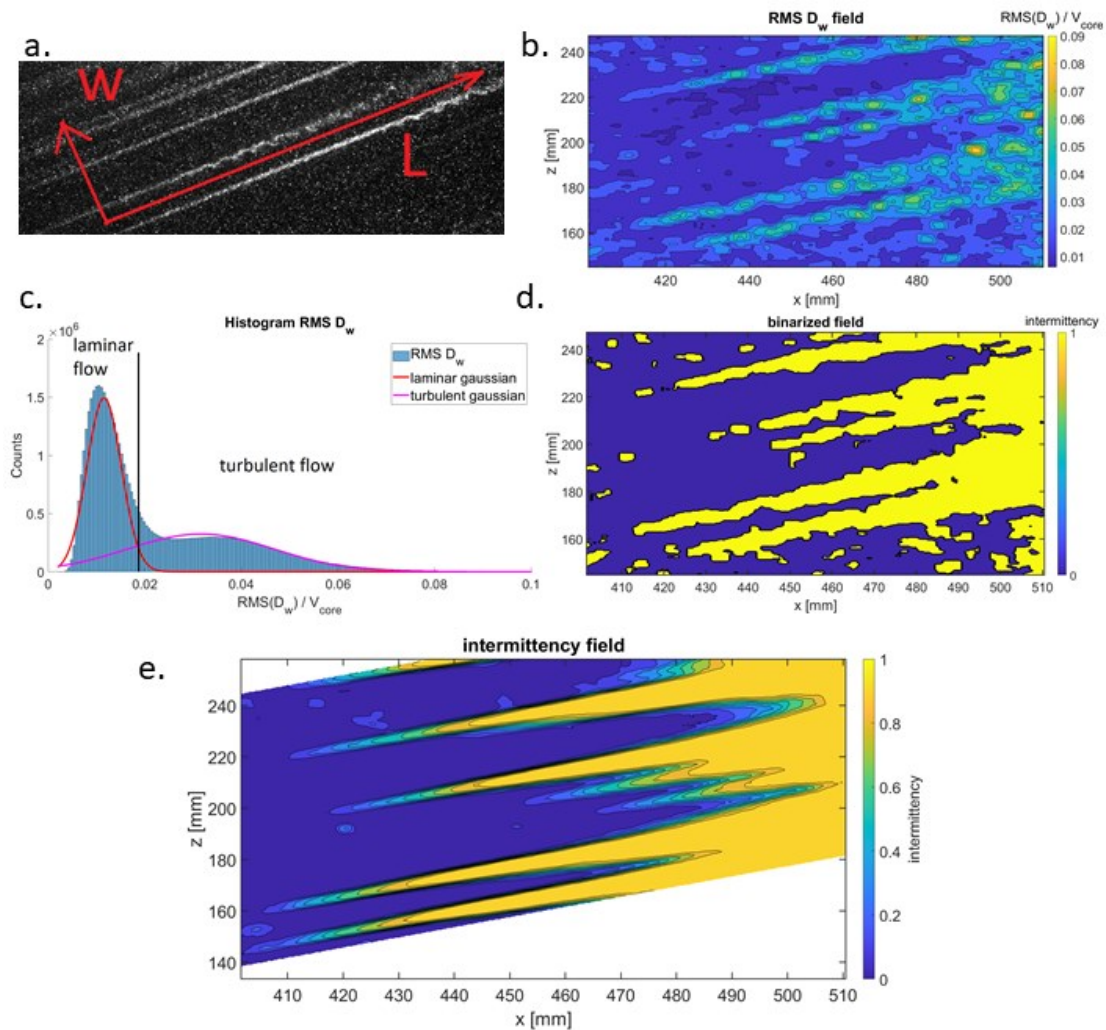 a.
W
L
b.
RMS D_w field
RMS(D_w) / V_core
z [mm]
240
220
200
180
160
420
440
460
480
500
x [mm]
0.09
0.08
0.07
0.06
0.05
0.04
0.03
0.02
0.01
c.
Histogram RMS D_w
×10^6
laminar
flow
turbulent flow
RMS D_w
laminar gaussian
turbulent gaussian
Counts
2
1.5
1
0.5
0
0
0.02
0.04
0.06
0.08
0.1
RMS(D_w) / V_core
d.
binarized field
intermittency
z [mm]
240
220
200
180
160
410
420
430
440
450
460
470
480
490
500
510
x [mm]
1
0
e.
intermittency field
z [mm]
240
220
200
180
160
140
410
420
430
440
450
460
470
480
490
500
510
x [mm]
1
0.8
0.6
0.4
0.2
0
intermittency